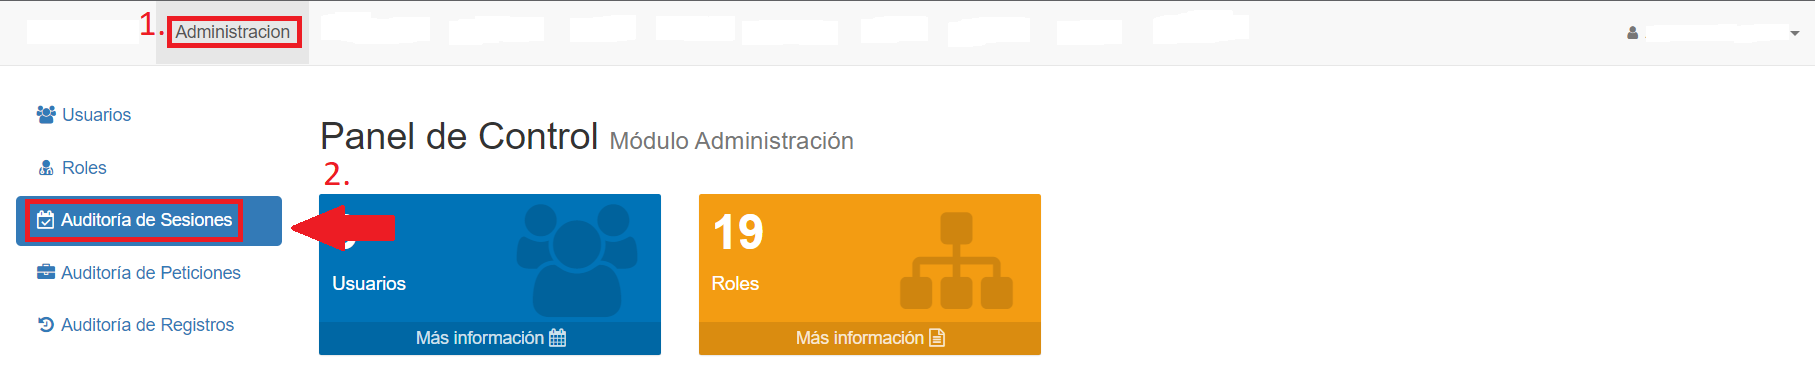 1. Administracion
Usuarios
Roles
Auditoría de Sesiones
Auditoría de Peticiones
Auditoría de Registros
Panel de Control Módulo Administración
2.
Usuarios
Más información
19
Roles
Más información